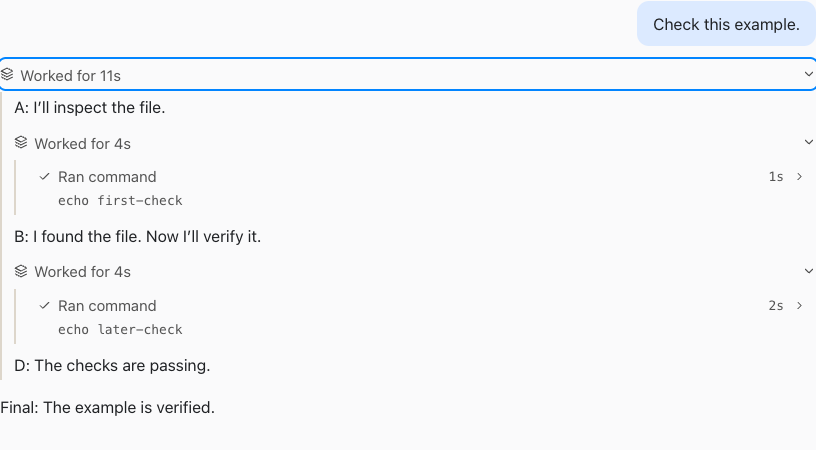 Check this example.
Worked for 11s
A: I’ll inspect the file.
Worked for 4s
Ran command 1s
echo first-check
B: I found the file. Now I’ll verify it.
Worked for 4s
Ran command 2s
echo later-check
D: The checks are passing.
Final: The example is verified.